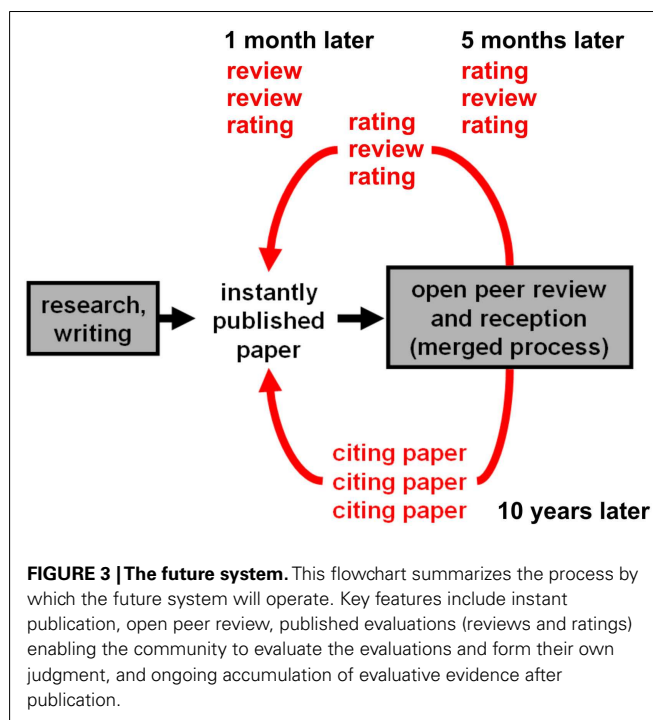 1 month later
review
review
rating
5 months later
rating
review
rating
rating
review
rating
research,
writing
instantly
published
paper
open peer review
and reception
(merged process)
citing paper
citing paper
citing paper
10 years later
FIGURE 3 | The future system. This flowchart summarizes the process by
which the future system will operate. Key features include instant
publication, open peer review, published evaluations (reviews and ratings)
enabling the community to evaluate the evaluations and form their own
judgment, and ongoing accumulation of evaluative evidence after
publication.